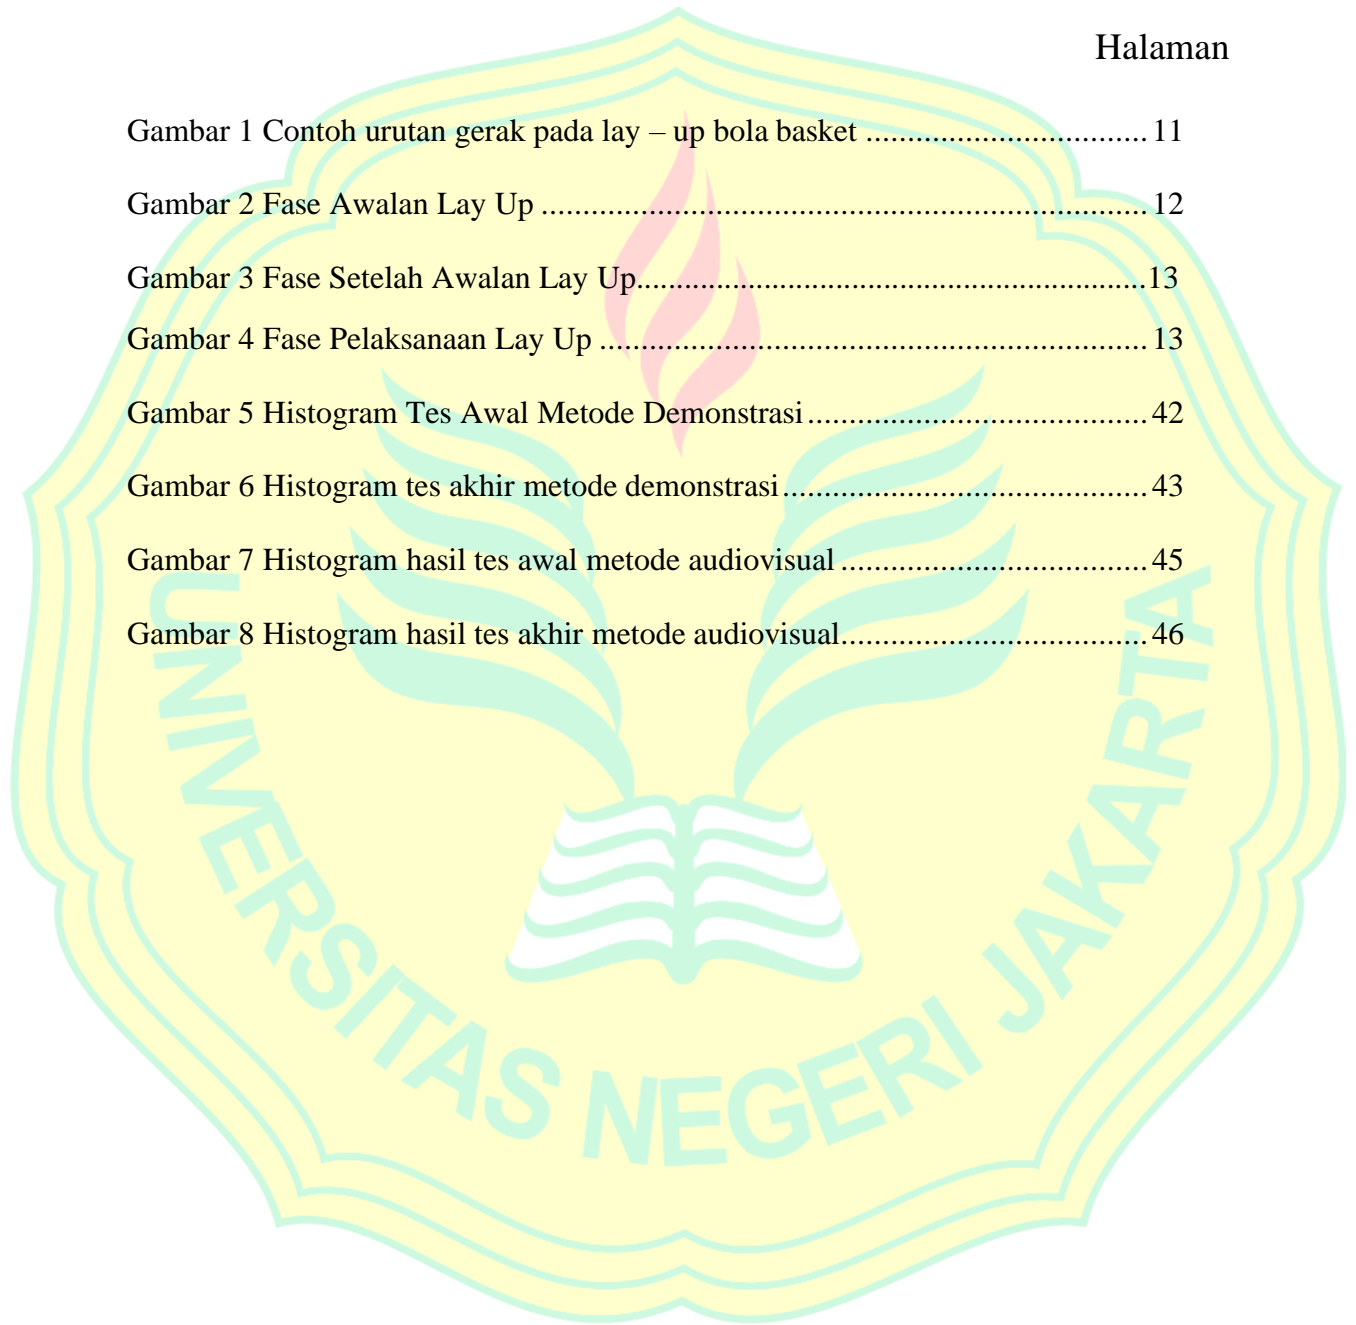 Halaman
Gambar 1 Contoh urutan gerak pada lay – up bola basket ............................. 11
Gambar 2 Fase Awalan Lay Up .............................................................. 12
Gambar 3 Fase Setelah Awalan Lay Up....................................................13
Gambar 4 Fase Pelaksanaan Lay Up ........................................................ 13
Gambar 5 Histogram Tes Awal Metode Demonstrasi ................................... 42
Gambar 6 Histogram tes akhir metode demonstrasi ..................................... 43
Gambar 7 Histogram hasil tes awal metode audiovisual ............................... 45
Gambar 8 Histogram hasil tes akhir metode audiovisual............................... 46
UNIVERSITAS NEGERI JAKARTA